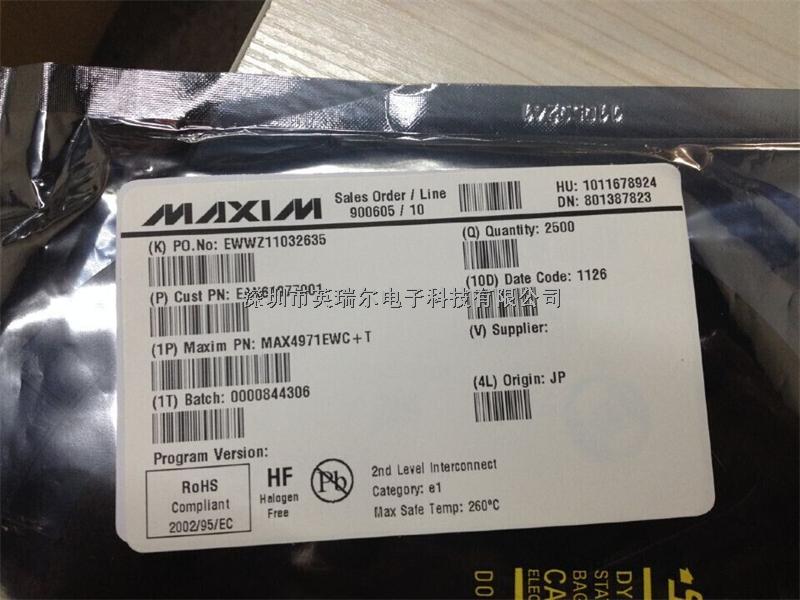 MAXIM
Sales Order / Line
900605 / 10
HU: 1011678924
DN: 801387823
(K) PO.No: EWWZ11032635
(Q) Quantity: 2500
(P) Cust PN:
(10D) Date Code: 1126
深圳市英瑞尔电子科技有限公司
(1P) Maxim PN: MAX4971EWC+T
(V) Supplier:
(1T) Batch: 0000844306
(4L) Origin: JP
Program Version:
RoHS
Compliant
2002/95/EC
HF
Halogen
Free
Pb
2nd Level Interconnect
Category: e1
Max Safe Temp: 260ºC